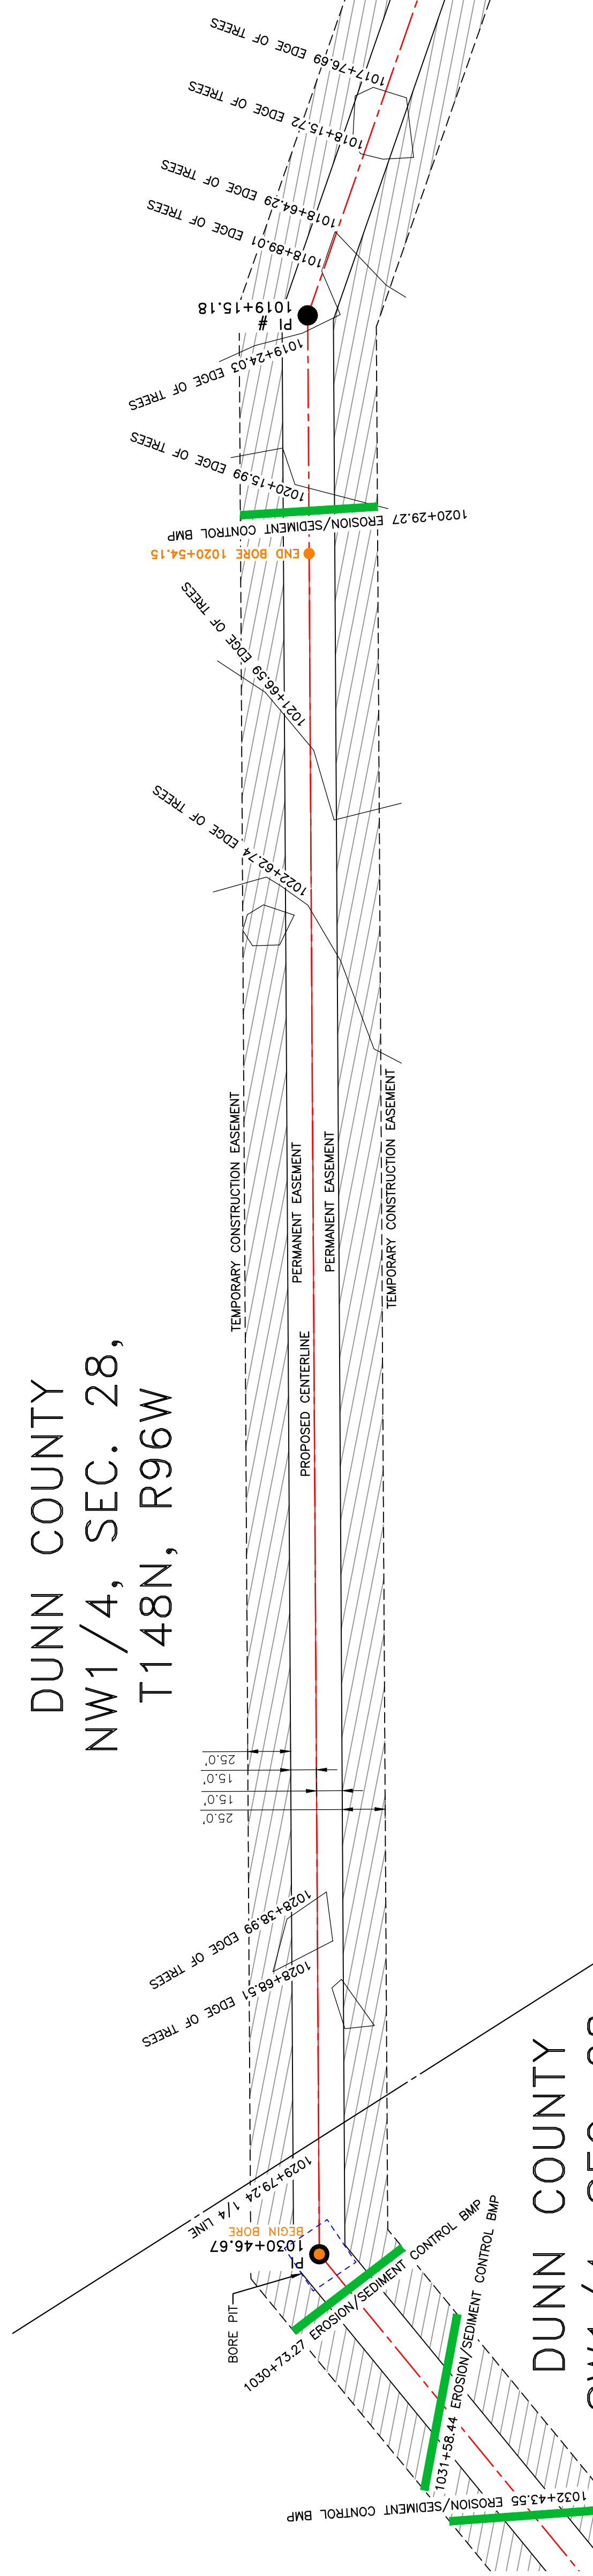 1017+76.69 EDGE OF TREES
1018+15.72 EDGE OF TREES
1018+64.29 EDGE OF TREES
1018+89.01 EDGE OF TREES
PI #
1019+15.18
1019+24.03 EDGE OF TREES
1020+15.99 EDGE OF TREES
1020+29.27 EROSION/SEDIMENT CONTROL BMP
END BORE 1020+54.15
1021+66.59 EDGE OF TREES
1022+62.74 EDGE OF TREES
TEMPORARY CONSTRUCTION EASEMENT
PERMANENT EASEMENT
PERMANENT EASEMENT
TEMPORARY CONSTRUCTION EASEMENT
PROPOSED CENTERLINE
DUNN COUNTY
NW1/4, SEC. 28,
T148N, R96W
25.0'
15.0'
15.0'
25.0'
1028+38.99 EDGE OF TREES
1028+68.51 EDGE OF TREES
1029+79.24 1/4 LINE
BEGIN BORE
1030+46.67
PI
BORE PIT
1030+73.27 EROSION/SEDIMENT CONTROL BMP
1031+58.44 EROSION/SEDIMENT CONTROL BMP
1032+43.55 EROSION/SEDIMENT CONTROL BMP
DUNN COUNTY